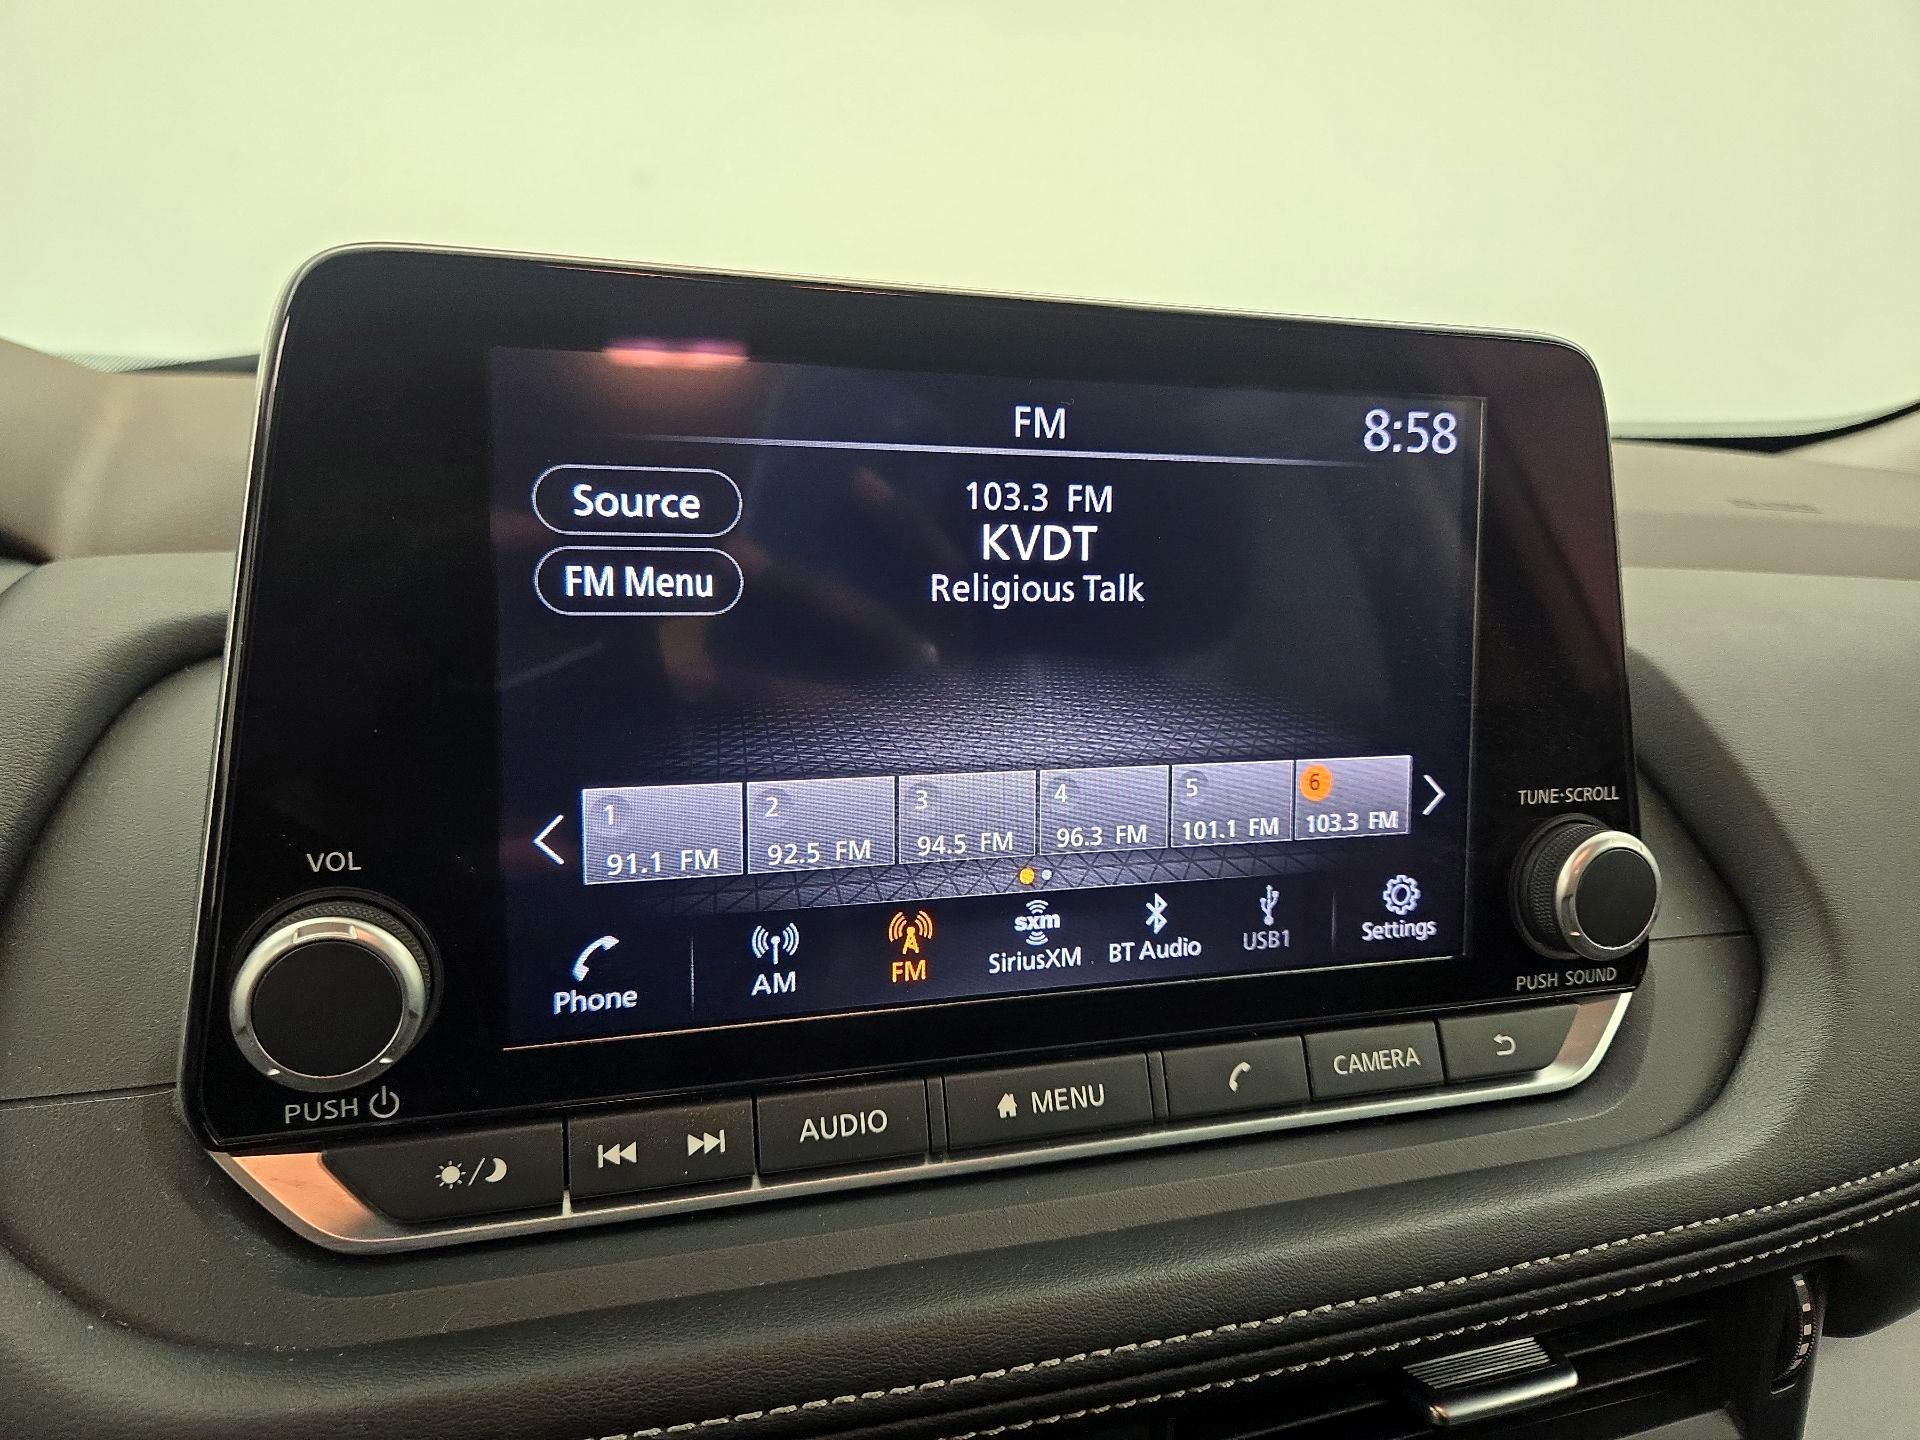 FM
8:58
Source
103.3 FM
KVDT
FM Menu
Religious Talk
1
91.1 FM
2
92.5 FM
3
94.5 FM
4
96.3 FM
5
101.1 FM
6
103.3 FM
Phone
AM
FM
sxm
SiriusXM
BT Audio
USB1
Settings
VOL
PUSH
TUNE·SCROLL
PUSH SOUND
AUDIO
MENU
CAMERA